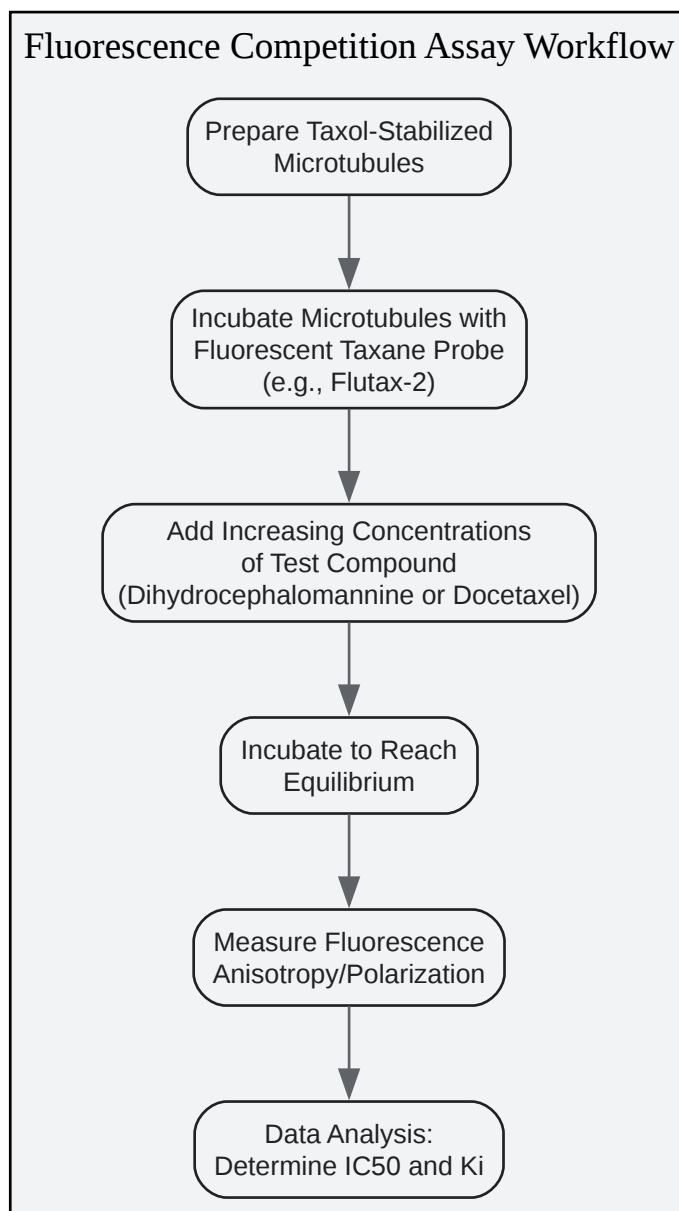 Fluorescence Competition Assay Workflow
Prepare Taxol-Stabilized
Microtubules
Incubate Microtubules with
Fluorescent Taxane Probe
(e.g., Flutax-2)
Add Increasing Concentrations
of Test Compound
(Dihydrocephalomannine or Docetaxel)
Incubate to Reach
Equilibrium
Measure Fluorescence
Anisotropy/Polarization
Data Analysis:
Determine IC50 and Ki